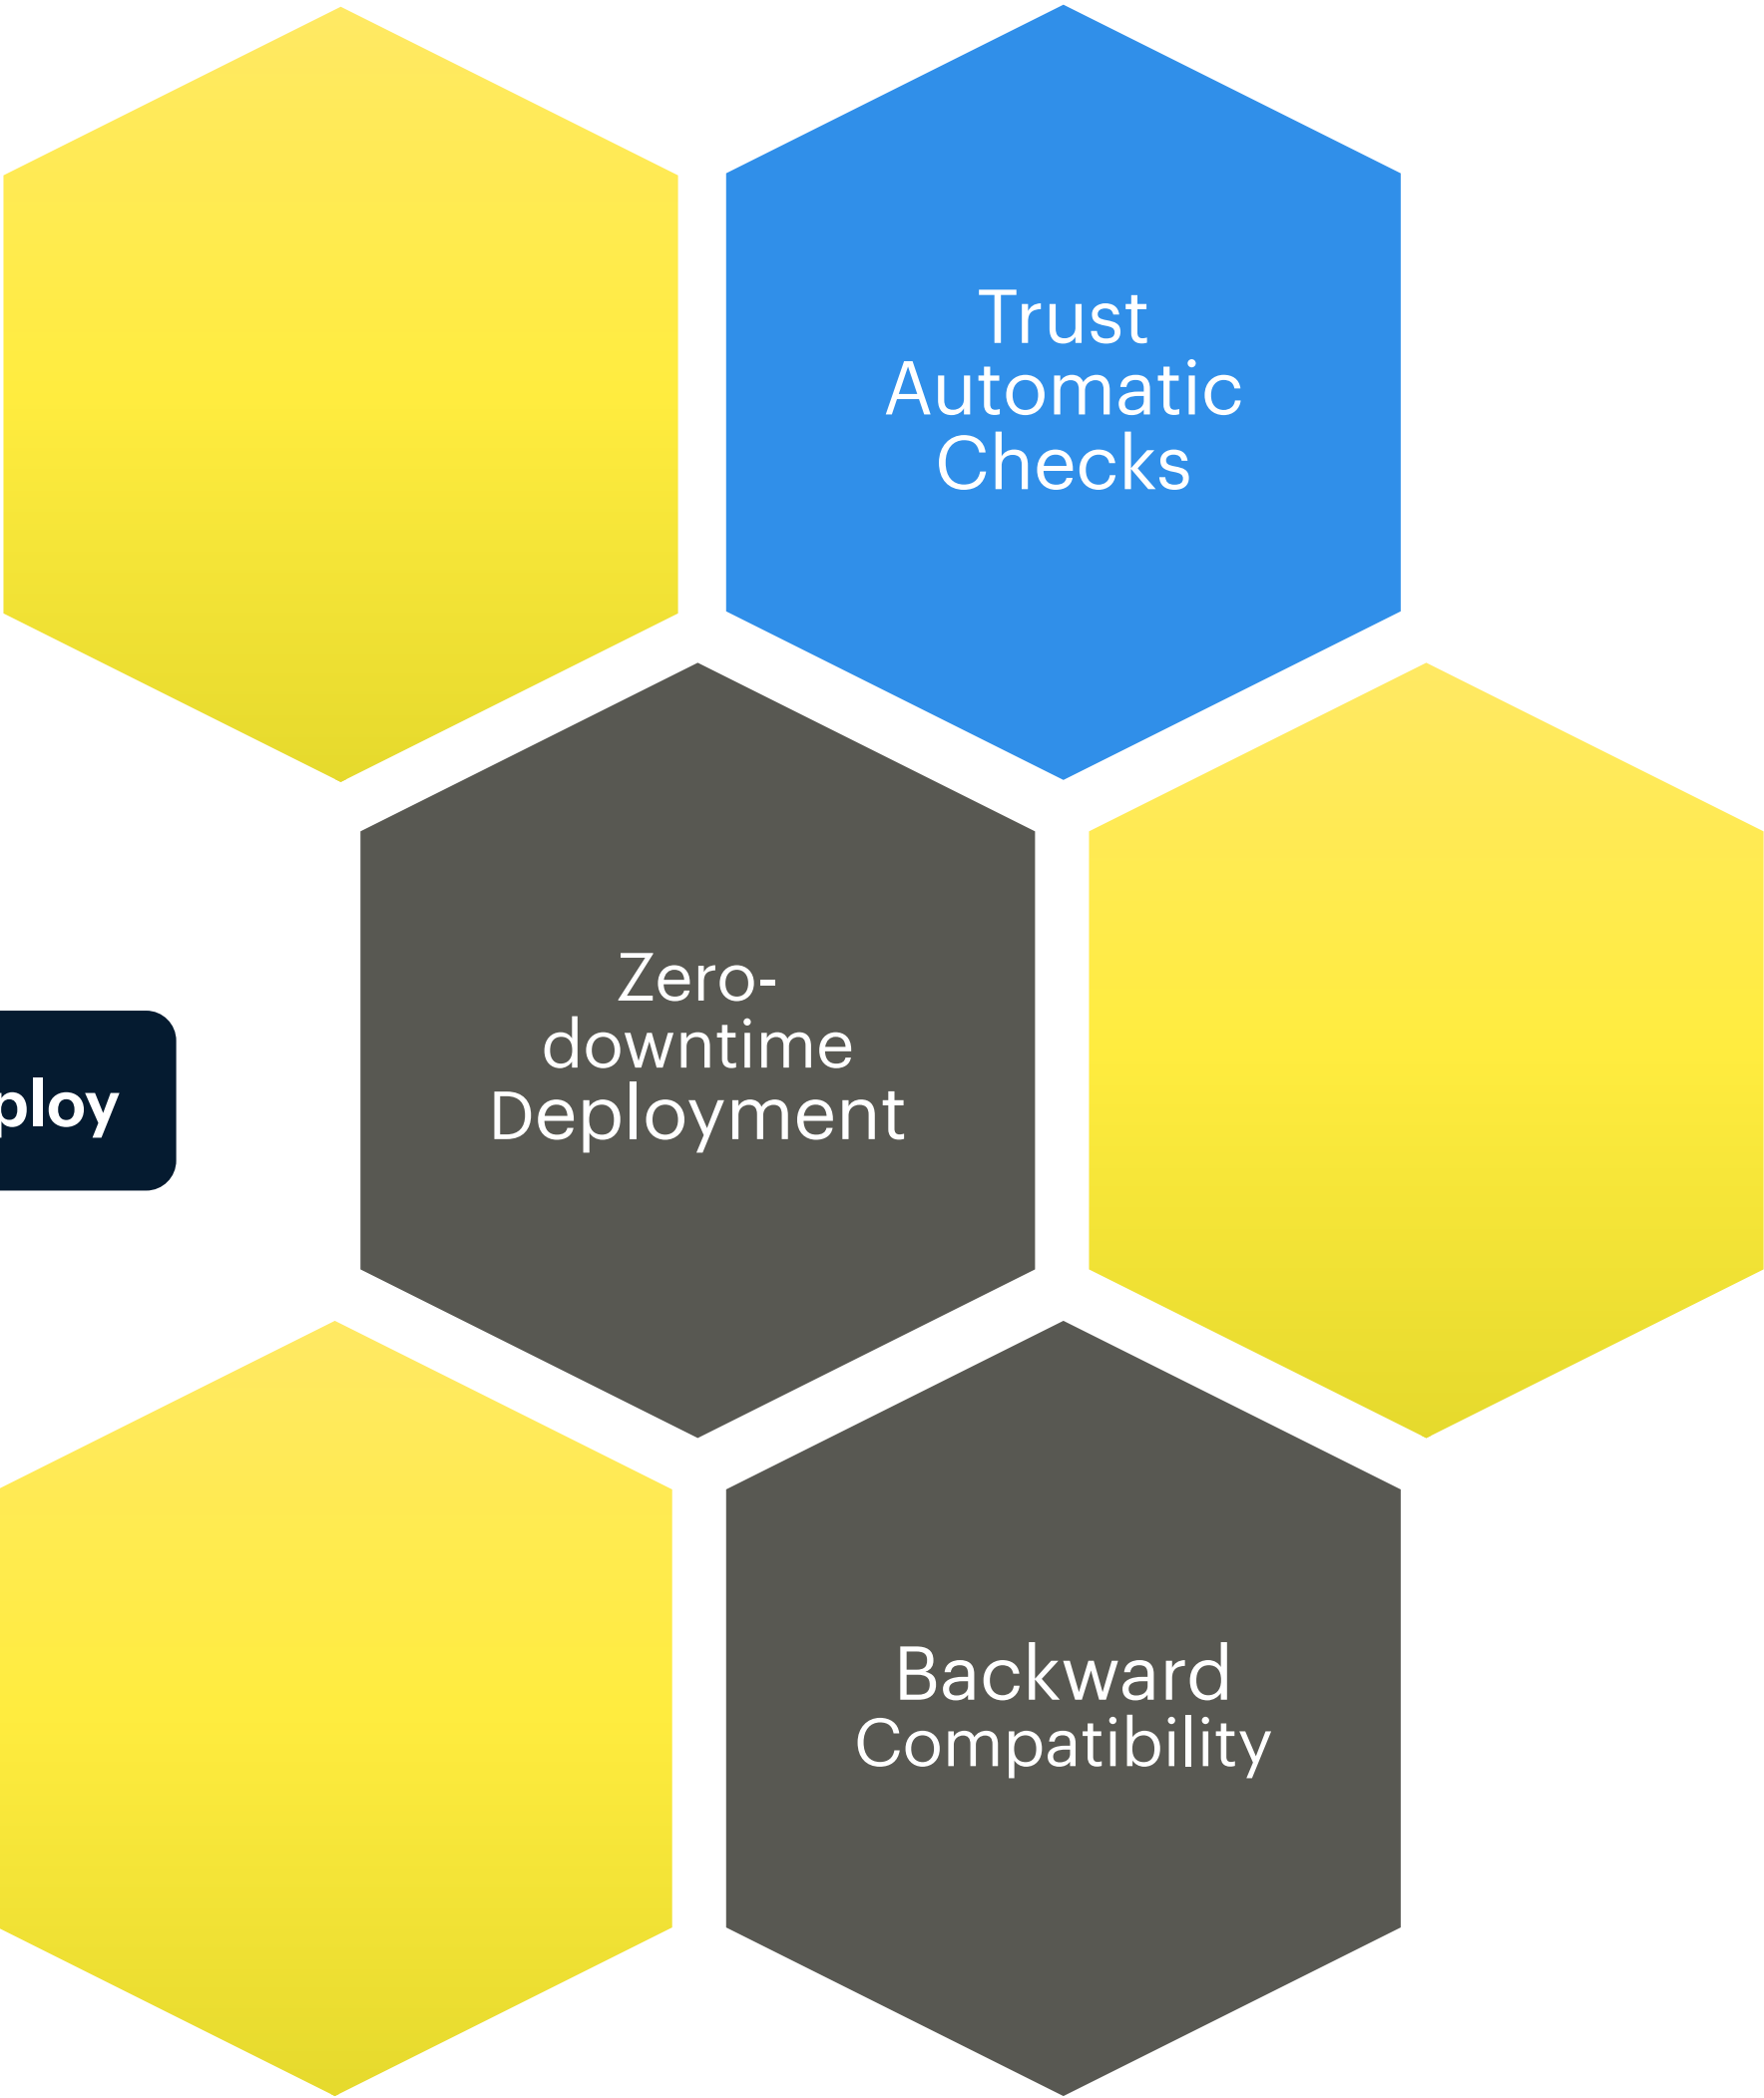 Trust
Automatic
Checks
Zero-
downtime
Deployment
ploy
Backward
Compatibility